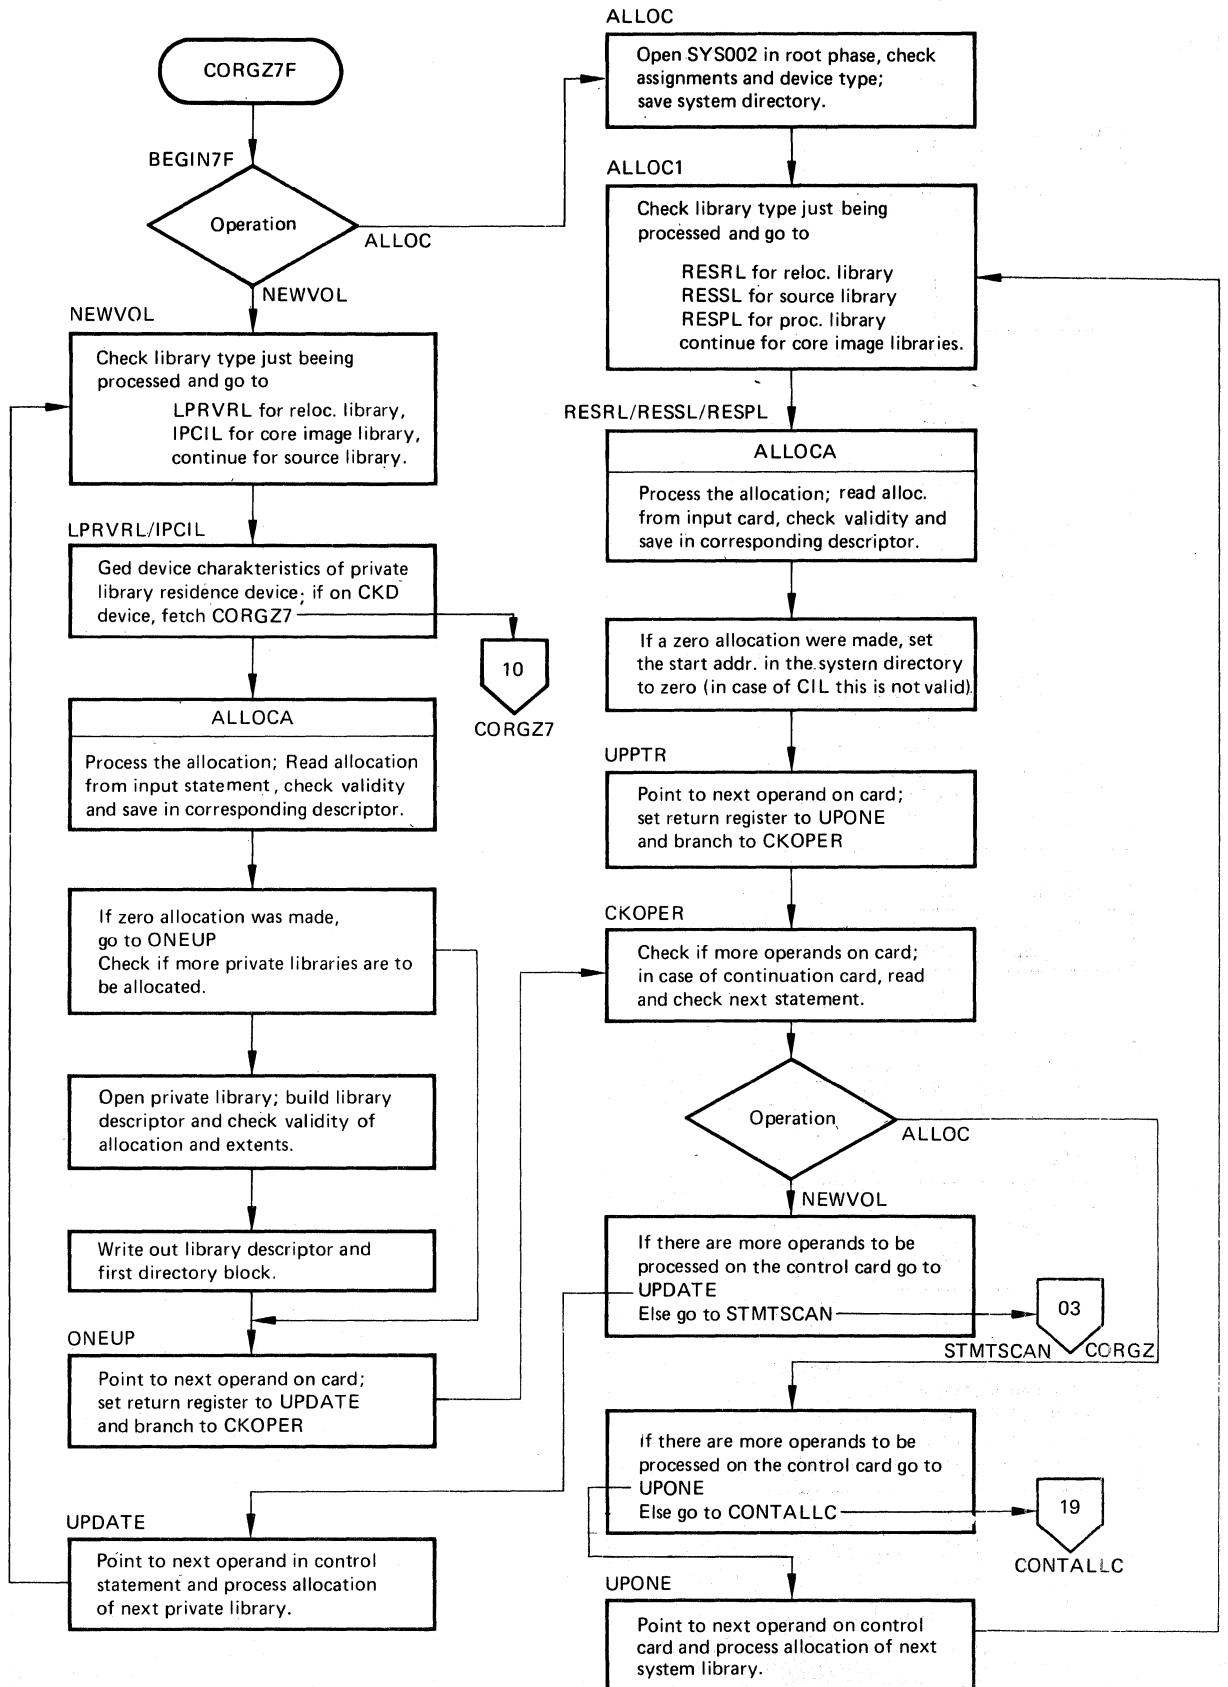 CORGZ7F
BEGIN7F
Operation
ALLOC
NEWVOL
NEWVOL
Check library type just beeing
processed and go to
LPRVRL for reloc. library,
IPCIL for core image library,
continue for source library.
LPRVRL/IPCIL
Ged device charakteristics of private
library residence device; if on CKD
device, fetch CORGZ7
10
CORGZ7
ALLOCA
Process the allocation; Read allocation
from input statement, check validity
and save in corresponding descriptor.
If zero allocation was made,
go to ONEUP
Check if more private libraries are to
be allocated.
Open private library; build library
descriptor and check validity of
allocation and extents.
Write out library descriptor and
first directory block.
ONEUP
Point to next operand on card;
set return register to UPDATE
and branch to CKOPER
UPDATE
Point to next operand in control
statement and process allocation
of next private library.
ALLOC
Open SYS002 in root phase, check
assignments and device type;
save system directory.
ALLOC1
Check library type just being
processed and go to
RESRL for reloc. library
RESSL for source library
RESPL for proc. library
continue for core image libraries.
RESRL/RESSL/RESPL
ALLOCA
Process the allocation; read alloc.
from input card, check validity and
save in corresponding descriptor.
If a zero allocation were made, set
the start addr. in the system directory
to zero (in case of CIL this is not valid).
UPPTR
Point to next operand on card;
set return register to UPONE
and branch to CKOPER
CKOPER
Check if more operands on card;
in case of continuation card, read
and check next statement.
Operation
ALLOC
NEWVOL
If there are more operands to be
processed on the control card go to
UPDATE
Else go to STMTSCAN
03
STMTSCAN CORGZ
If there are more operands to be
processed on the control card go to
UPONE
Else go to CONTALLC
19
CONTALLC
UPONE
Point to next operand on control
card and process allocation of next
system library.